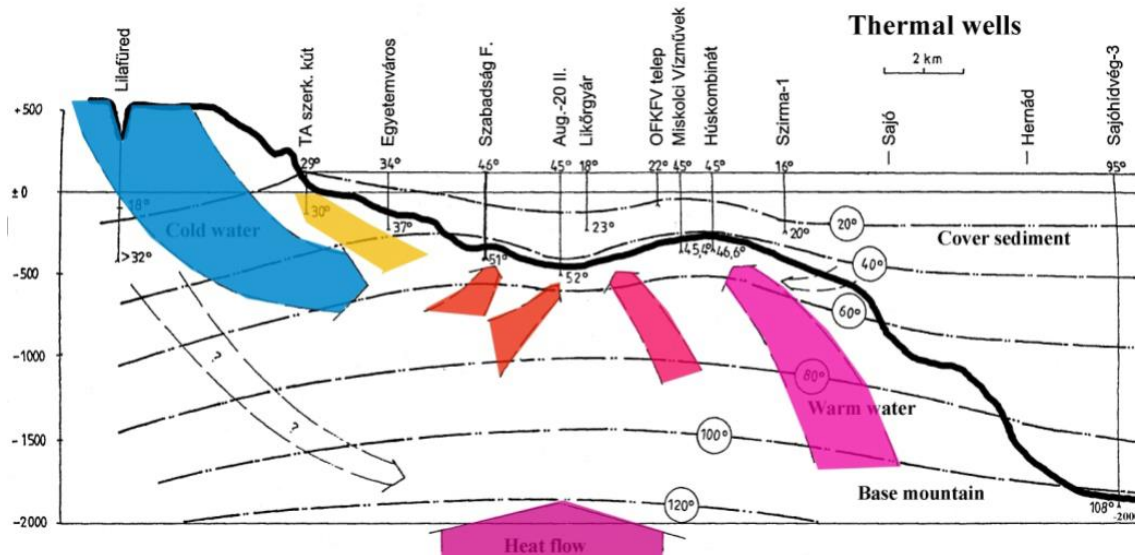 Thermal wells
2 km
Lilafüred
TA szerk. kút
Egyetemváros
Szabadság F.
Aug.-20 II.
Likőrgyár
OFKFV telep
Miskolci Vízművek
Húskombinát
Szirma-1
Sajó
Hernád
Sajóhídvég-3
+500
29°
34°
46°
45°
18°
22°
45°
45°
16°
95°
± 0
18°
30°
37°
23°
20°
20°
Cold water
Cover sediment
>32°
51°
52°
45,4°
46,6°
40°
-500
60°
?
-1000
80°
Warm water
?
100°
-1500
Base mountain
120°
108°
-2000
-2000
Heat flow